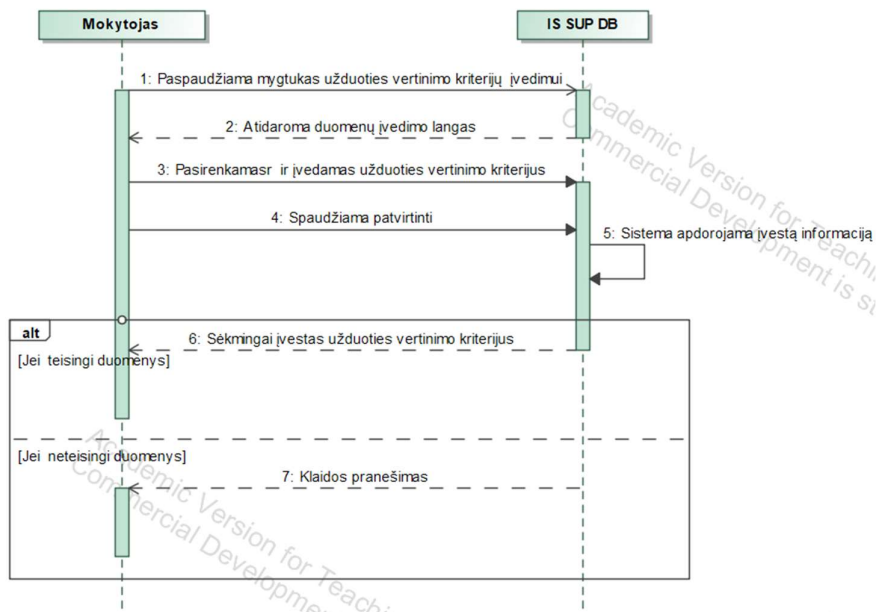 Mokytojas
IS SUP DB
1: Paspaudžiama mygtukas užduoties vertinimo kriterijų įvedimui
2: Atidaroma duomenų įvedimo langas
3: Pasirenkamasr ir įvedamas užduoties vertinimo kriterijus
4: Spaudžiama patvirtinti
5: Sistema apdorojama įvestą informaciją
alt
6: Sėkmingai įvestas užduoties vertinimo kriterijus
[Jei teisingi duomenys]
[Jei neteisingi duomenys]
7: Klaidos pranešimas
Academic Version for Teaching
Commercial Development is
Academic Version for Teaching
Commercial